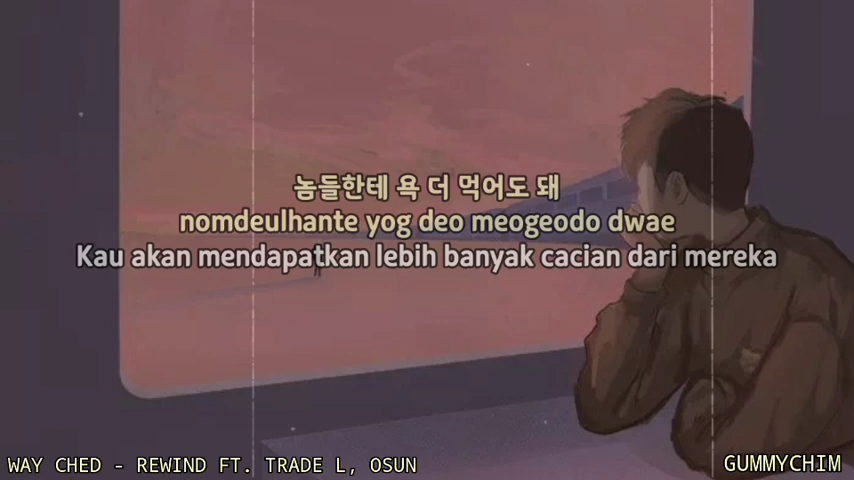 놈들한테 욕 더 먹어도 돼
nomdeulhante yog deo meogeodo dwae
Kau akan mendapatkan lebih banyak cacian dari mereka
WAY CHED - REWIND FT. TRADE L, OSUN
GUMMYCHIM